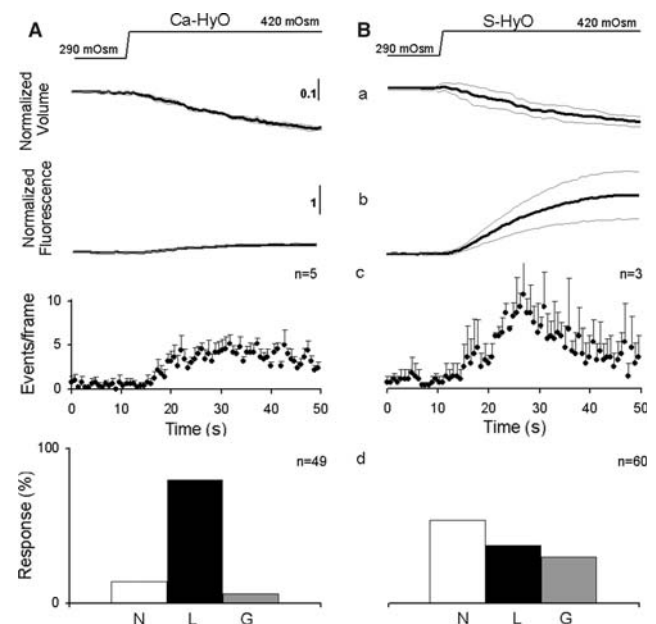 A
Ca-HyO
290 mOsm
420 mOsm
Normalized Volume
0.1
Normalized Fluorescence
1
n=5
Events/frame
10
5
0
0 10 20 30 40 50
Time (s)
Response (%)
100
0
n=49
N L G
B
S-HyO
290 mOsm
420 mOsm
a
b
c
n=3
0 10 20 30 40 50
Time (s)
d
n=60
N L G